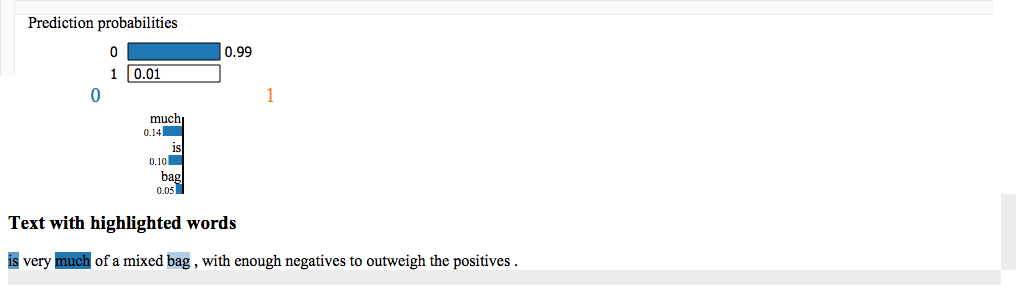 Prediction probabilities
0 0.99
1 0.01
0 1
much
0.14
is
0.10
bag
0.05
Text with highlighted words
is very much of a mixed bag , with enough negatives to outweigh the positives .